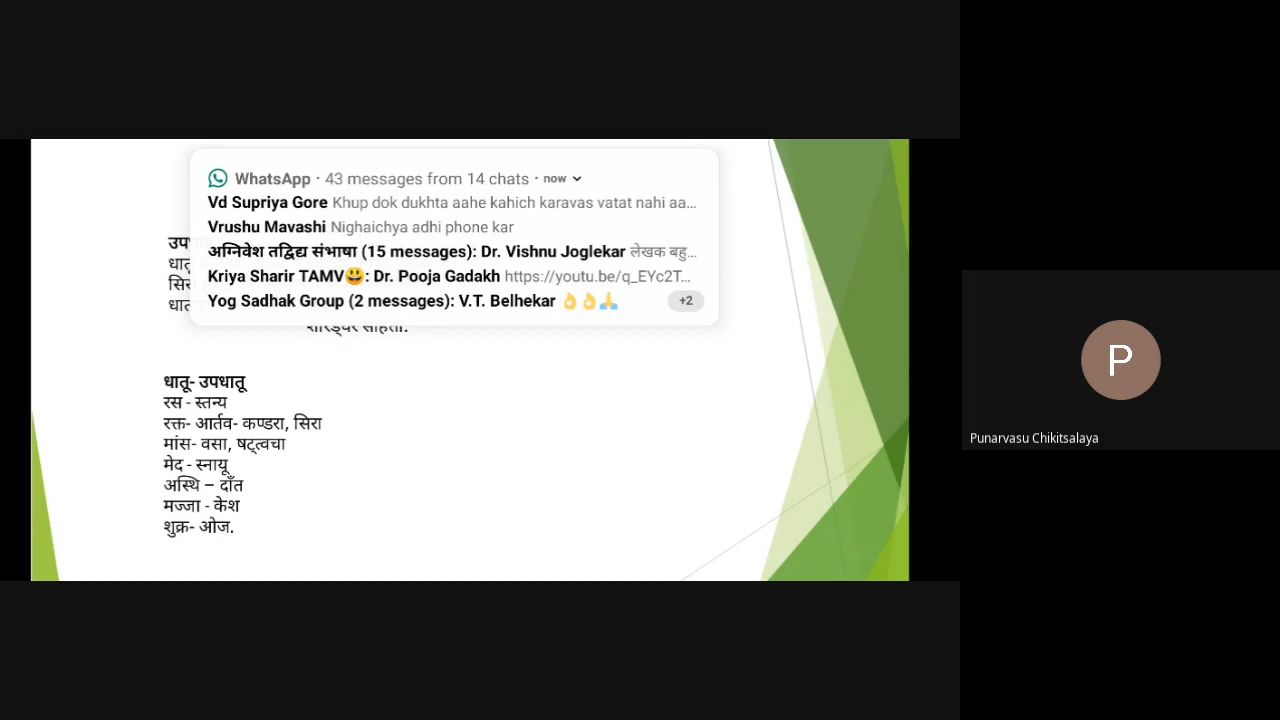 WhatsApp · 43 messages from 14 chats · now
Vd Supriya Gore Khup dok dukhta aahe kahich karavas vatat nahi aa...
Vrushu Mavashi Nighaichya adhi phone kar
अग्निवेश तद्विद्य संभाषा (15 messages): Dr. Vishnu Joglekar लेखक बहु...
Kriya Sharir TAMV😃: Dr. Pooja Gadakh https://youtu.be/q_EYc2T...
Yog Sadhak Group (2 messages): V.T. Belhekar 👌👌🙏 +2
धातू- उपधातू
रस - स्तन्य
रक्त- आर्तव- कण्डरा, सिरा
मांस- वसा, षट्त्वचा
मेद - स्नायू
अस्थि – दाँत
मज्जा - केश
शुक्र- ओज.
P
Punarvasu Chikitsalaya